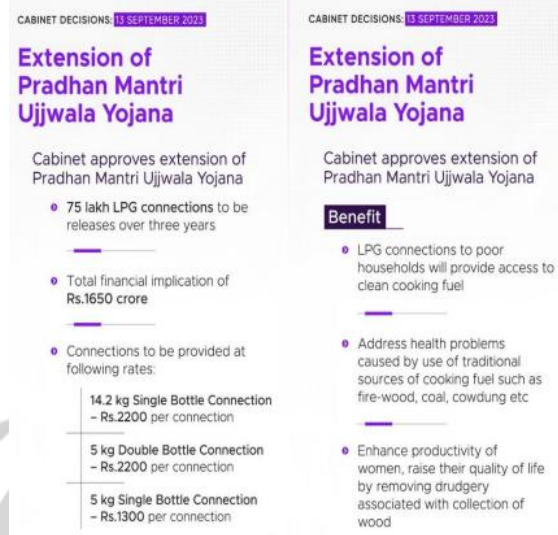 CABINET DECISIONS: 13 SEPTEMBER 2023
Extension of
Pradhan Mantri
Ujjwala Yojana
Cabinet approves extension of
Pradhan Mantri Ujjwala Yojana
75 lakh LPG connections to be
releases over three years
Total financial implication of
Rs.1650 crore
Connections to be provided at
following rates:
14.2 kg Single Bottle Connection
– Rs.2200 per connection
5 kg Double Bottle Connection
– Rs.2200 per connection
5 kg Single Bottle Connection
– Rs.1300 per connection
CABINET DECISIONS: 13 SEPTEMBER 2023
Extension of
Pradhan Mantri
Ujjwala Yojana
Cabinet approves extension of
Pradhan Mantri Ujjwala Yojana
Benefit
LPG connections to poor
households will provide access to
clean cooking fuel
Address health problems
caused by use of traditional
sources of cooking fuel such as
fire-wood, coal, cowdung etc
Enhance productivity of
women, raise their quality of life
by removing drudgery
associated with collection of
wood